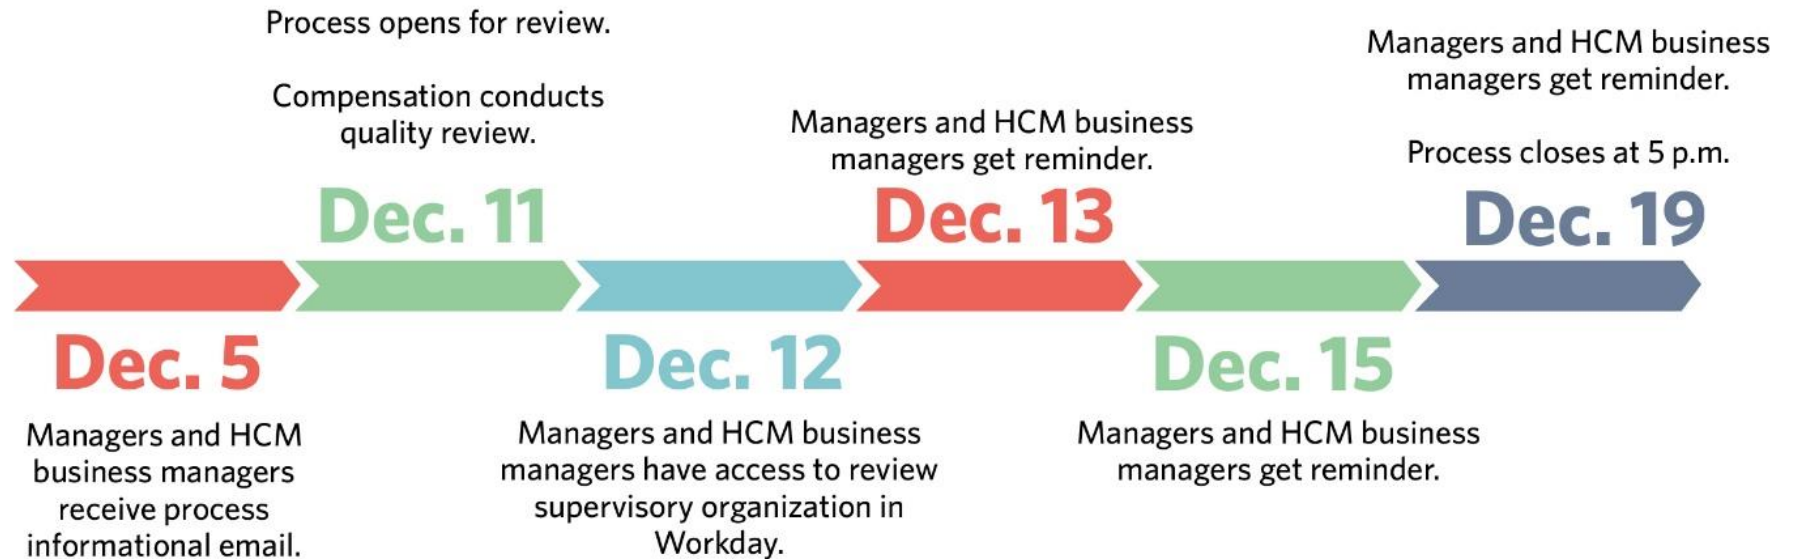 Process opens for review.
Compensation conducts
quality review.
Dec. 11
Managers and HCM business
managers get reminder.
Dec. 13
Managers and HCM business
managers get reminder.
Process closes at 5 p.m.
Dec. 19
Dec. 5
Managers and HCM
business managers
receive process
informational email.
Dec. 12
Managers and HCM business
managers have access to review
supervisory organization in
Workday.
Dec. 15
Managers and HCM business
managers get reminder.